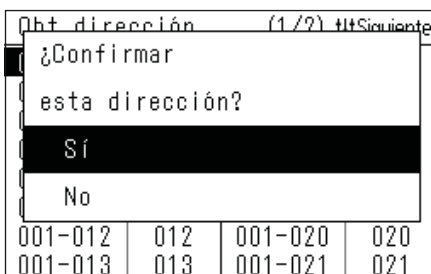 Obt dirección (1/2) Siguiente
¿Confirmar
esta dirección?
Sí
No
001-012 012 001-020 020
001-013 013 001-021 021